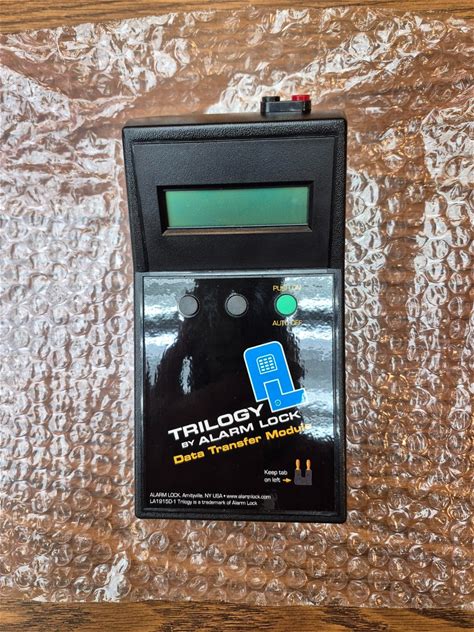 PUSH ON
AUTO OFF
TRILOGY
BY ALARM LOCK
Data Transfer Module
Keep tab
on left
ALARM LOCK, Amityville, NY USA • www.alarmlock.com
Trilogy is a trademark of Alarm Lock